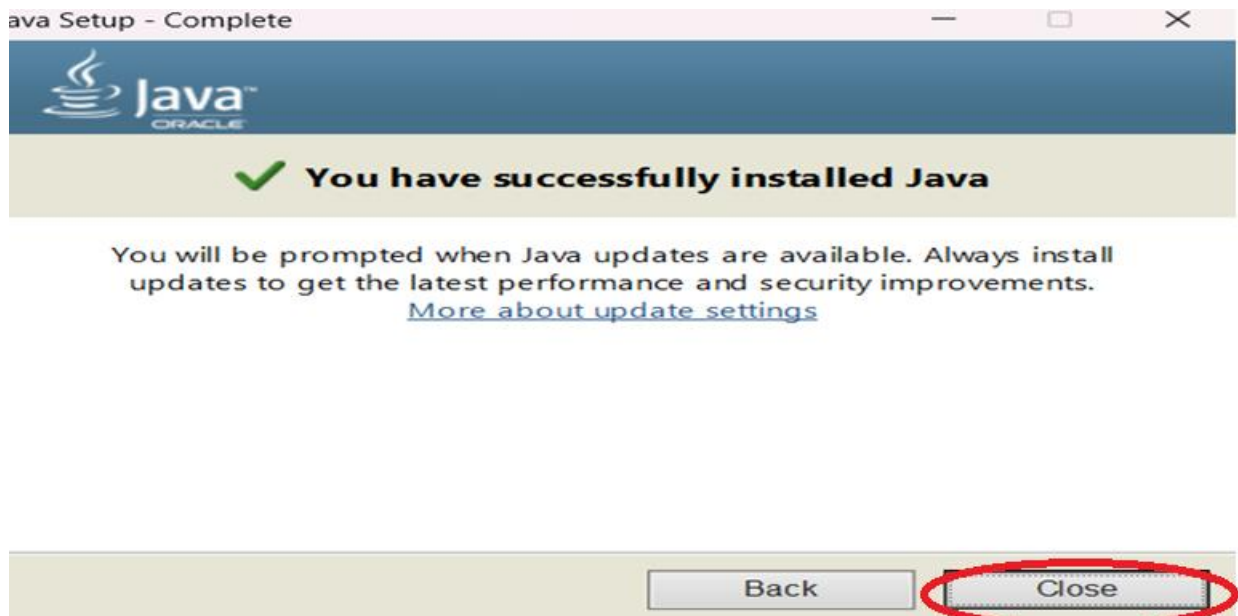 ava Setup - Complete
Java™
ORACLE
You have successfully installed Java
You will be prompted when Java updates are available. Always install
updates to get the latest performance and security improvements.
More about update settings
Back
Close